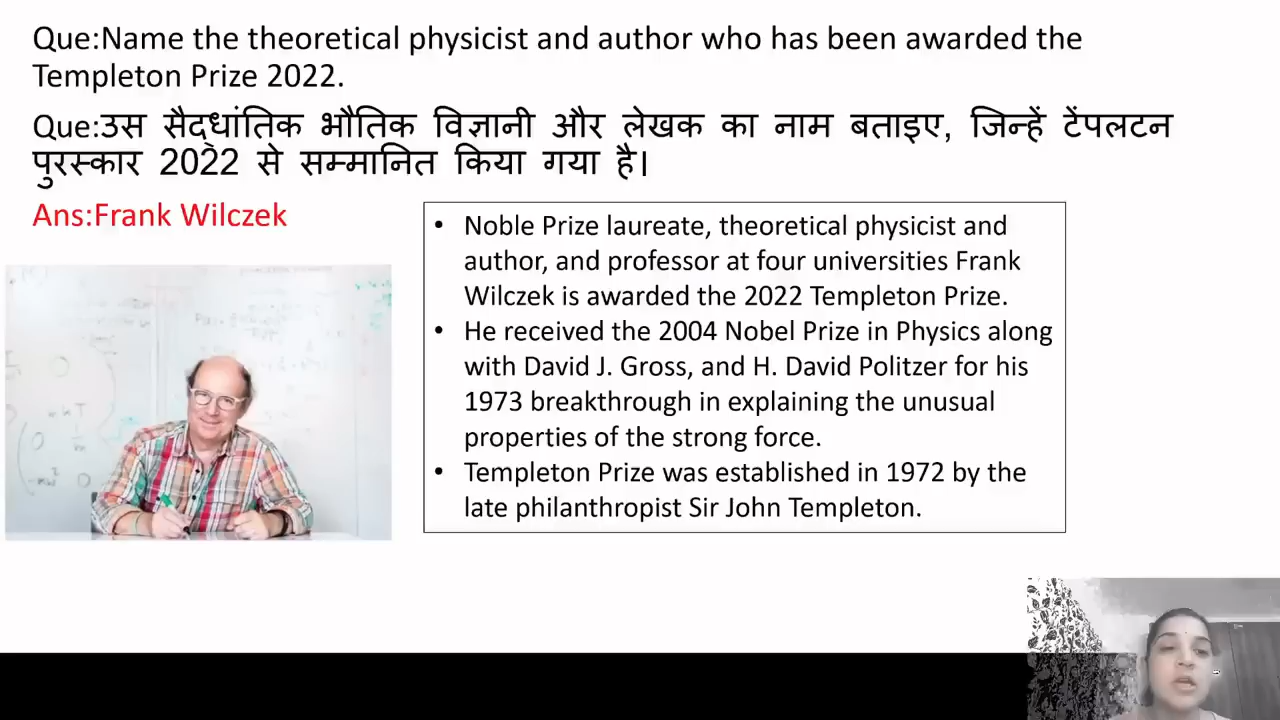 Que:Name the theoretical physicist and author who has been awarded the
Templeton Prize 2022.
Que:उस सैद्धांतिक भौतिक विज्ञानी और लेखक का नाम बताइए, जिन्हें टेंपलटन
पुरस्कार 2022 से सम्मानित किया गया है।
Ans:Frank Wilczek
• Noble Prize laureate, theoretical physicist and
author, and professor at four universities Frank
Wilczek is awarded the 2022 Templeton Prize.
• He received the 2004 Nobel Prize in Physics along
with David J. Gross, and H. David Politzer for his
1973 breakthrough in explaining the unusual
properties of the strong force.
• Templeton Prize was established in 1972 by the
late philanthropist Sir John Templeton.